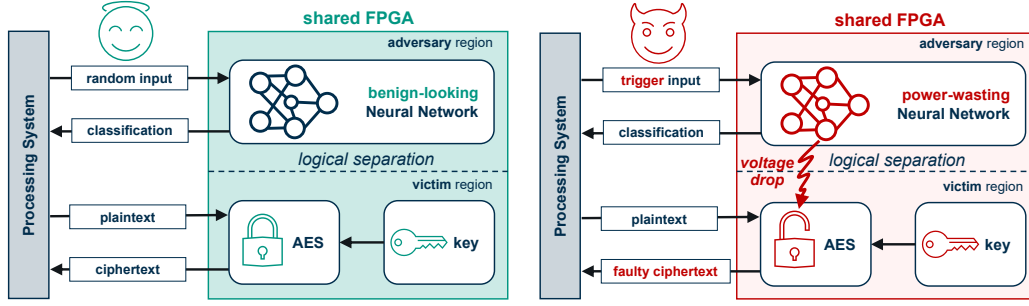 shared FPGA
adversary region
Processing System
random input
benign-looking
Neural Network
classification
logical separation
victim region
plaintext
AES
key
ciphertext
shared FPGA
adversary region
Processing System
trigger input
power-wasting
Neural Network
classification
voltage
drop
logical separation
victim region
plaintext
AES
key
faulty ciphertext